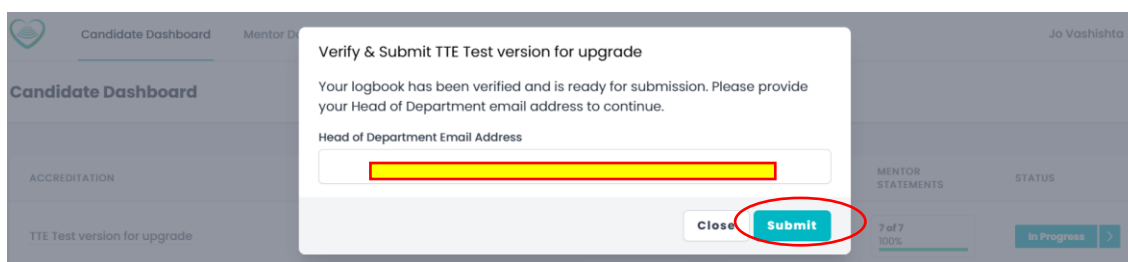 Candidate Dashboard
Mentor D
Jo Vashishta
Verify & Submit TTE Test version for upgrade
Your logbook has been verified and is ready for submission. Please provide
your Head of Department email address to continue.
Candidate Dashboard
Head of Department Email Address
ACCREDITATION
MENTOR
STATEMENTS
STATUS
Close
Submit
TTE Test version for upgrade
7 of 7
100%
In Progress